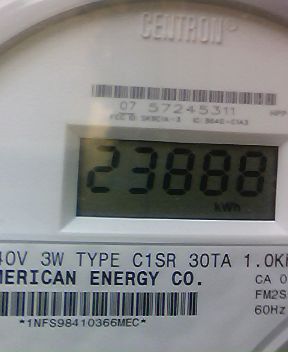 CENTRON
07 57245311
23888
kWh
40V 3W TYPE C1SR 30TA 1.0K
MERICAN ENERGY CO.
CA 0
FM2S
60Hz
*1NFS98410366MEC*